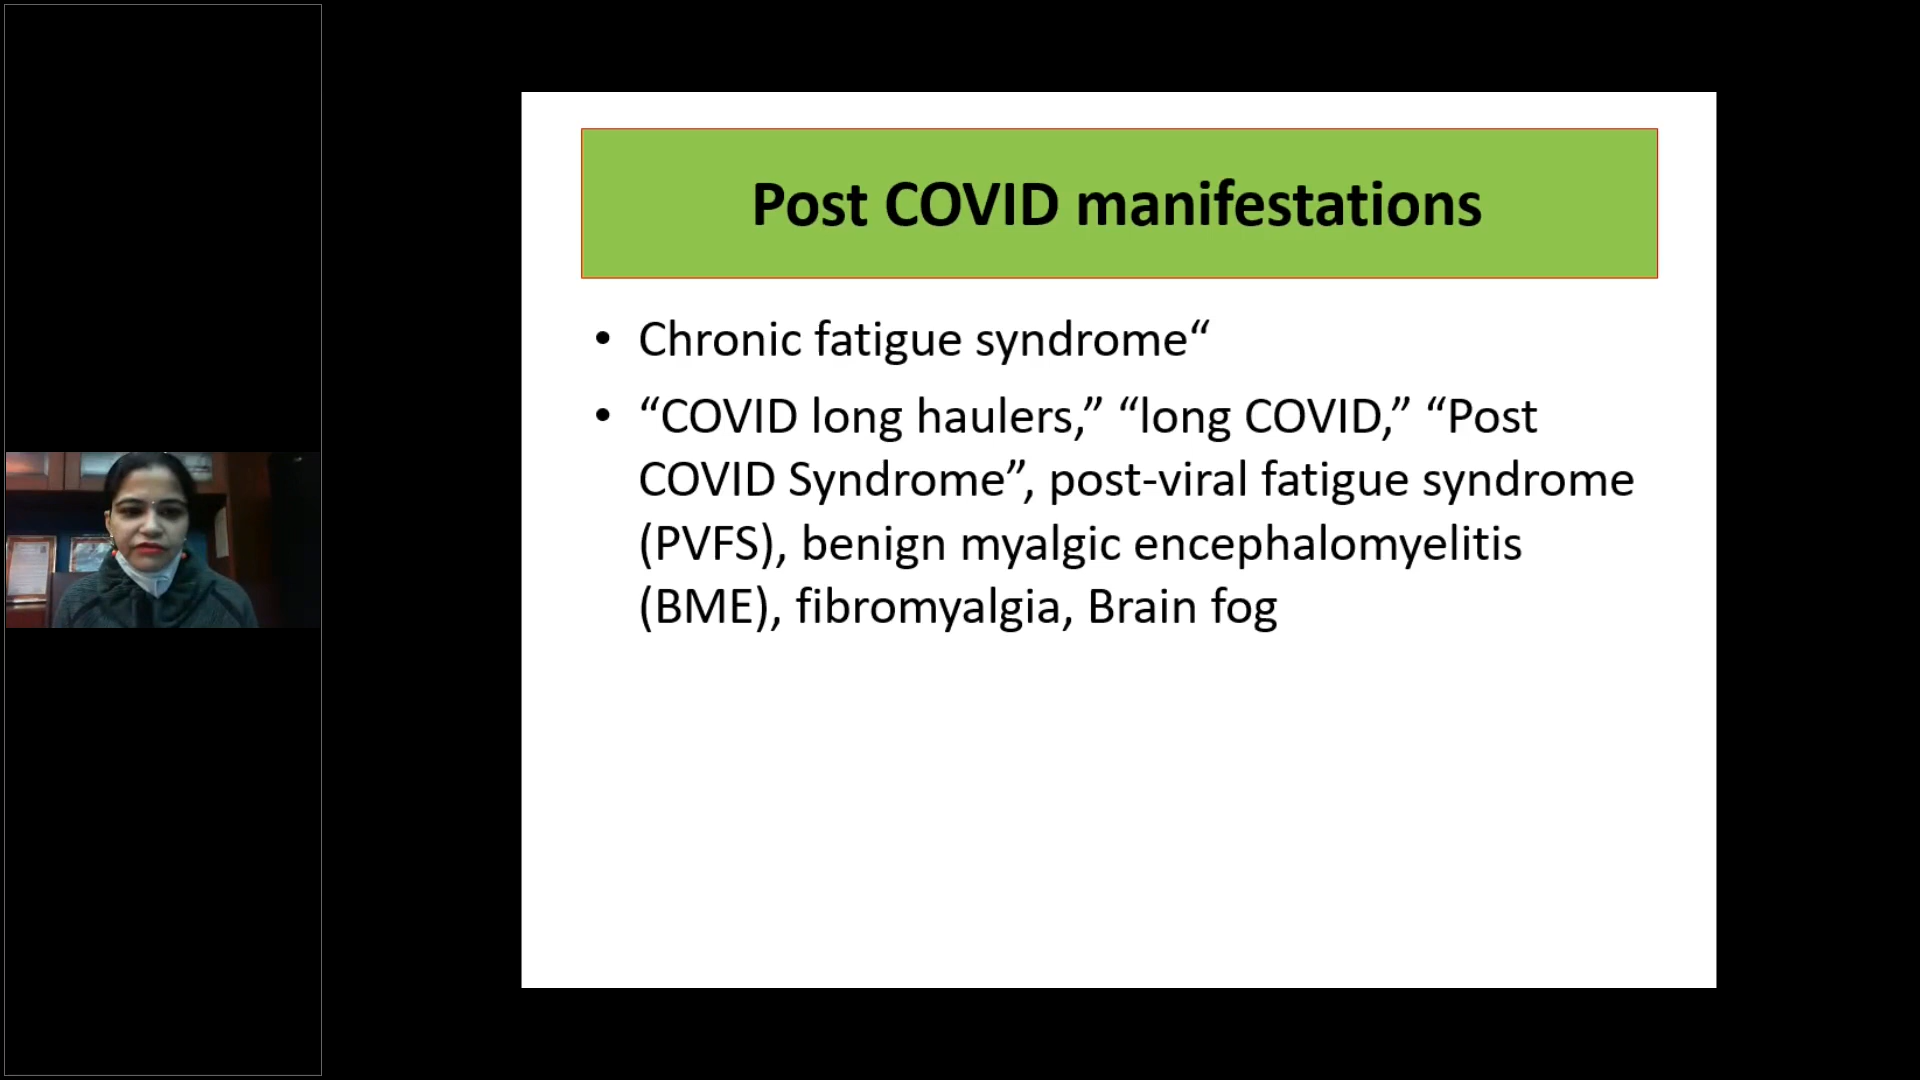 Post COVID manifestations
• Chronic fatigue syndrome“
• “COVID long haulers,” “long COVID,” “Post
COVID Syndrome”, post-viral fatigue syndrome
(PVFS), benign myalgic encephalomyelitis
(BME), fibromyalgia, Brain fog